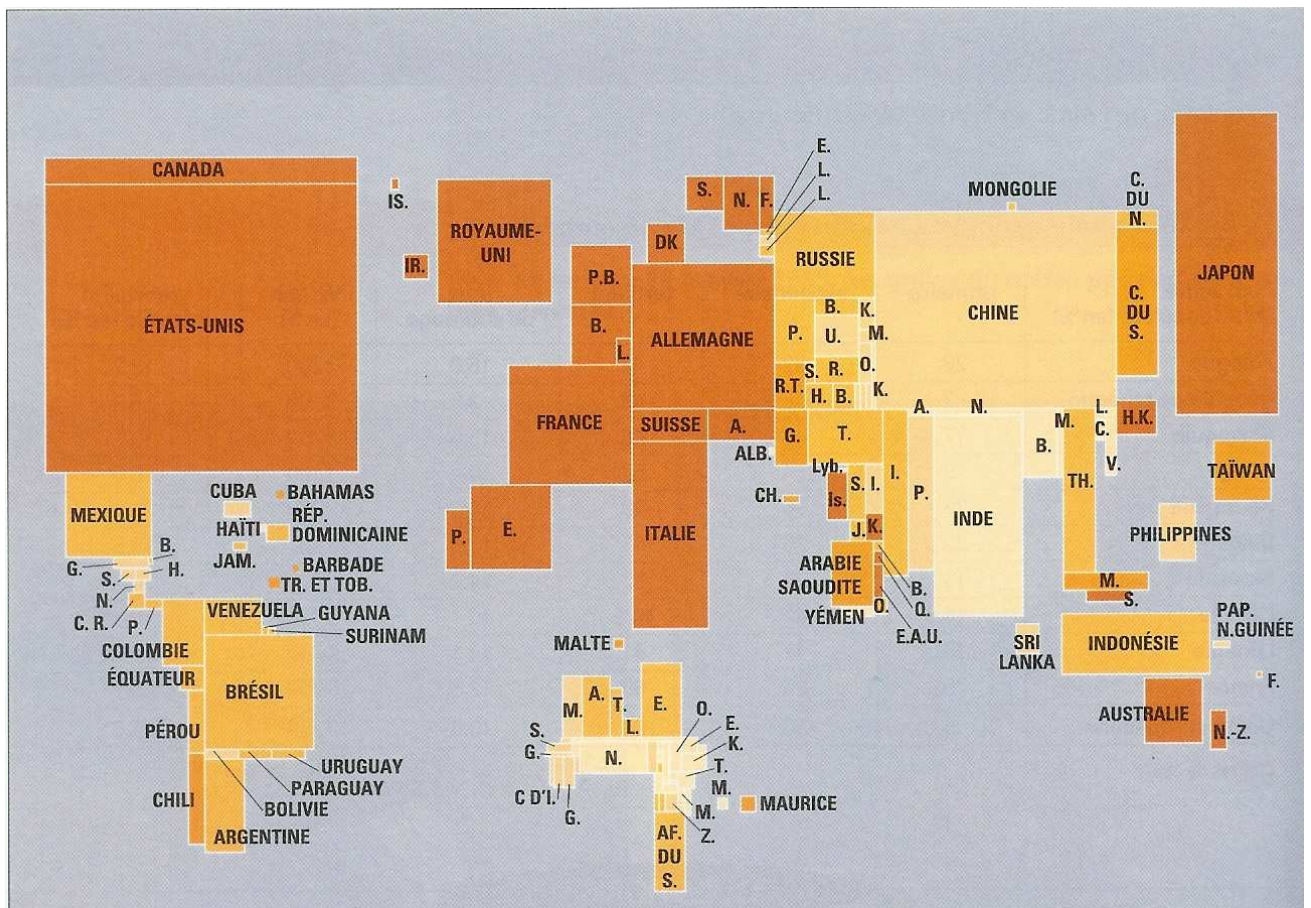 CANADA
ÉTATS-UNIS
IS.
IR.
ROYAUME-
UNI
P.B.
B.
L.
DK
S.
N.
F.
E.
L.
L.
ALLEMAGNE
FRANCE
SUISSE
A.
P.
E.
ITALIE
MALTE
RUSSIE
P.
B.
U.
K.
M.
O.
K.
S.
R.
R.T.
H.
B.
ALB.
G.
T.
CH.
Lyb.
Is.
S.
I.
I.
J.
K.
ARABIE
SAOUDITE
YÉMEN
O.
B.
Q.
E.A.U.
MONGOLIE
CHINE
C.
DU
N.
C.
DU
S.
JAPON
A.
N.
P.
INDE
B.
M.
L.
C.
V.
H.K.
TH.
TAÏWAN
PHILIPPINES
M.
S.
SRI
LANKA
INDONÉSIE
PAP.
N.GUINÉE
F.
AUSTRALIE
N.-Z.
MEXIQUE
CUBA
BAHAMAS
HAÏTI
RÉP.
DOMINICAINE
JAM.
BARBADE
TR. ET TOB.
G.
B.
S.
H.
N.
C. R.
P.
VENEZUELA
GUYANA
SURINAM
COLOMBIE
ÉQUATEUR
BRÉSIL
PÉROU
URUGUAY
PARAGUAY
BOLIVIE
CHILI
ARGENTINE
M.
A.
T.
L.
E.
S.
G.
C D'I.
G.
N.
O.
E.
K.
T.
M.
M.
Z.
MAURICE
AF.
DU
S.